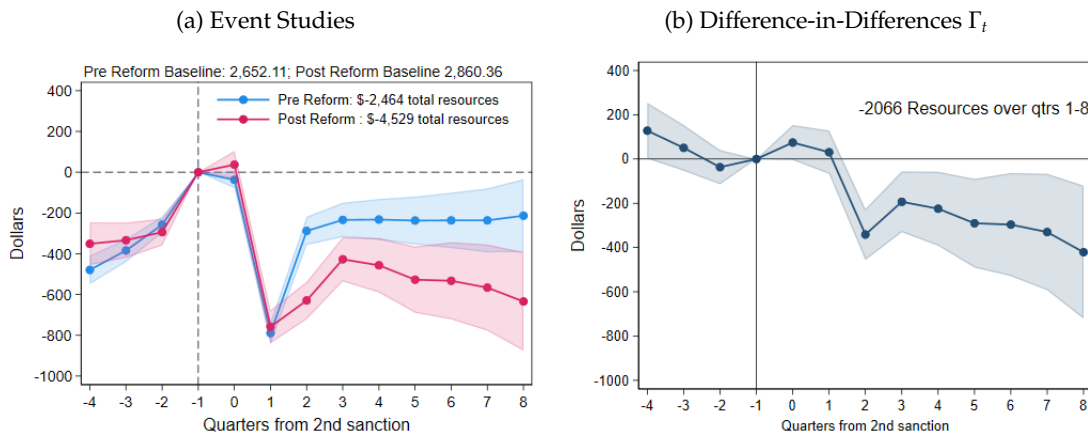 (a) Event Studies
Pre Reform Baseline: 2,652.11; Post Reform Baseline 2,860.36
Pre Reform: $-2,464 total resources
Post Reform : $-4,529 total resources
400
200
0
-200
-400
-600
-800
-1000
Dollars
-4 -3 -2 -1 0 1 2 3 4 5 6 7 8
Quarters from 2nd sanction
(b) Difference-in-Differences Γt
-2066 Resources over qtrs 1-8
400
200
0
-200
-400
-600
-800
-1000
Dollars
-4 -3 -2 -1 0 1 2 3 4 5 6 7 8
Quarters from 2nd sanction